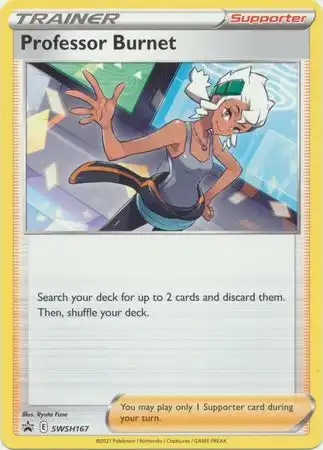 TRAINER Supporter
Professor Burnet
Search your deck for up to 2 cards and discard them.
Then, shuffle your deck.
Illus. Ryuta Fuse
You may play only 1 Supporter card during
your turn.
E SWSH167
©2021 Pokémon / Nintendo / Creatures / GAME FREAK